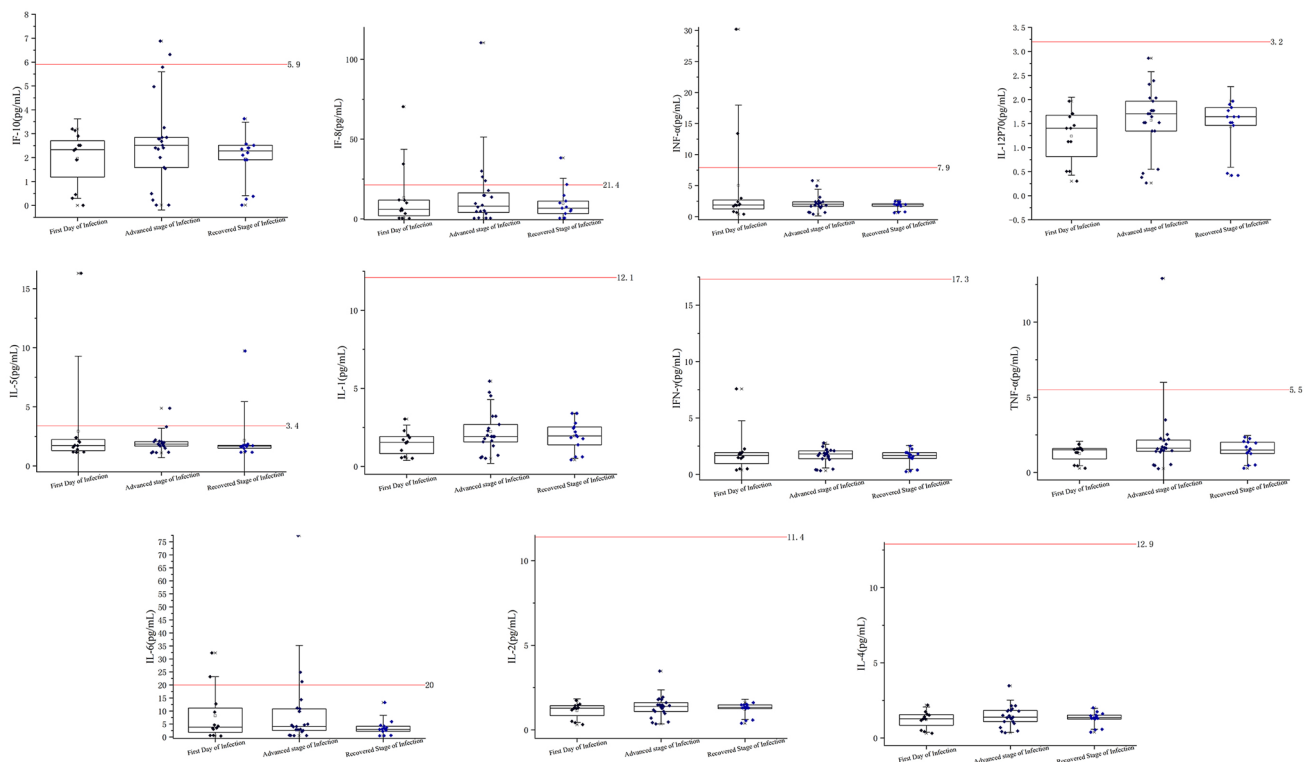 IF-10(pg/mL)
8
7
6
5
4
3
2
1
0
5.9
First Day of Infection
Advanced stage of Infection
Recovered Stage of Infection
IF-8(pg/mL)
100
50
0
21.4
First Day of Infection
Advanced stage of Infection
Recovered Stage of Infection
INF-α(pg/mL)
30
25
20
15
10
5
0
7.9
First Day of Infection
Advanced stage of Infection
Recovered Stage of Infection
IL-12P70(pg/mL)
3.5
3.0
2.5
2.0
1.5
1.0
0.5
0.0
-0.5
3.2
First Day of Infection
Advanced stage of Infection
Recovered Stage of Infection
IL-5(pg/mL)
15
10
5
0
3.4
First Day of Infection
Advanced stage of Infection
Recovered Stage of Infection
IL-1(pg/mL)
10
5
0
12.1
First Day of Infection
Advanced stage of Infection
Recovered Stage of Infection
IFN-γ(pg/mL)
15
10
5
0
17.3
First Day of Infection
Advanced stage of Infection
Recovered Stage of Infection
TNF-α(pg/mL)
10
5
0
5.5
First Day of Infection
Advanced stage of Infection
Recovered Stage of Infection
IL-6(pg/mL)
75
70
65
60
55
50
45
40
35
30
25
20
15
10
5
0
20
First Day of Infection
Advanced stage of Infection
Recovered Stage of Infection
IL-2(pg/mL)
10
5
0
11.4
First Day of Infection
Advanced stage of Infection
Recovered Stage of Infection
IL-4(pg/mL)
10
5
0
12.9
First Day of Infection
Advanced stage of Infection
Recovered Stage of Infection